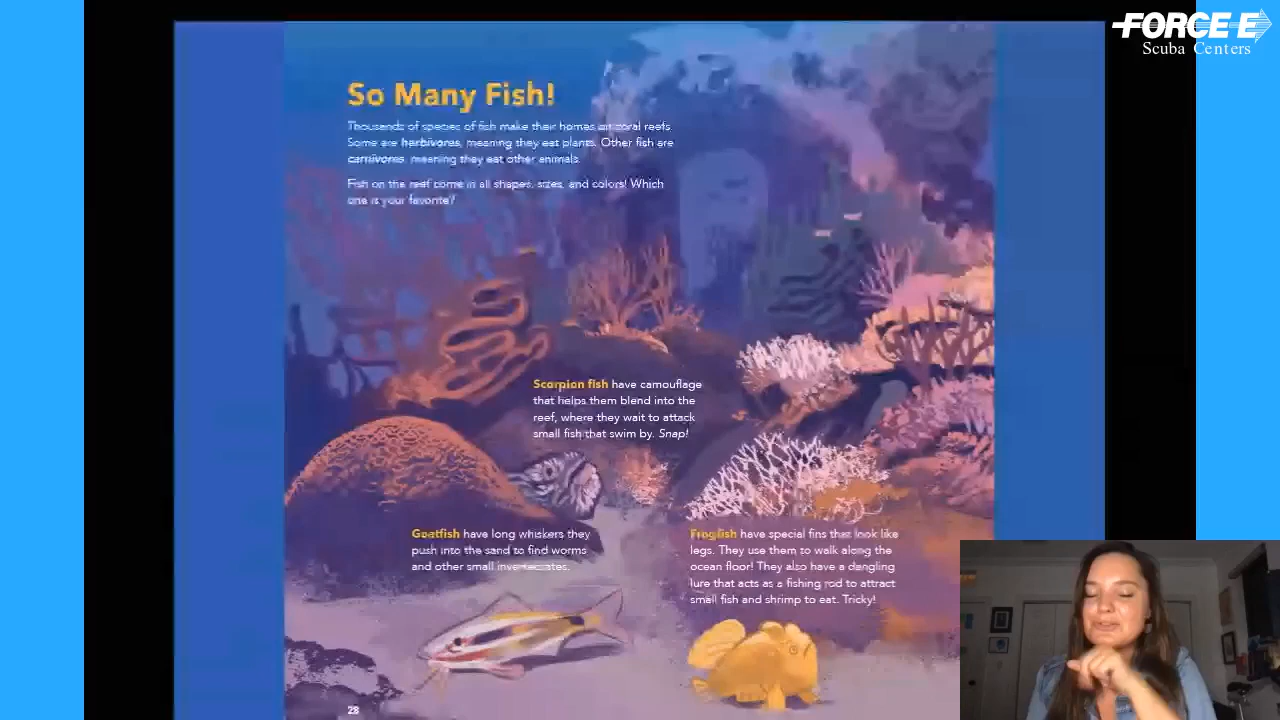 FORCE-E
Scuba Centers
So Many Fish!
Thousands of species of fish make their homes on coral reefs.
Some are herbivores, meaning they eat plants. Other fish are
carnivores, meaning they eat other animals.
Fish on the reef come in all shapes, sizes, and colors! Which
one is your favorite?
Scorpion fish have camouflage
that helps them blend into the
reef, where they wait to attack
small fish that swim by. Snap!
Goatfish have long whiskers they
push into the sand to find worms
and other small invertebrates.
Frogfish have special fins that look like
legs. They use them to walk along the
ocean floor! They also have a dangling
lure that acts as a fishing rod to attract
small fish and shrimp to eat. Tricky!
28